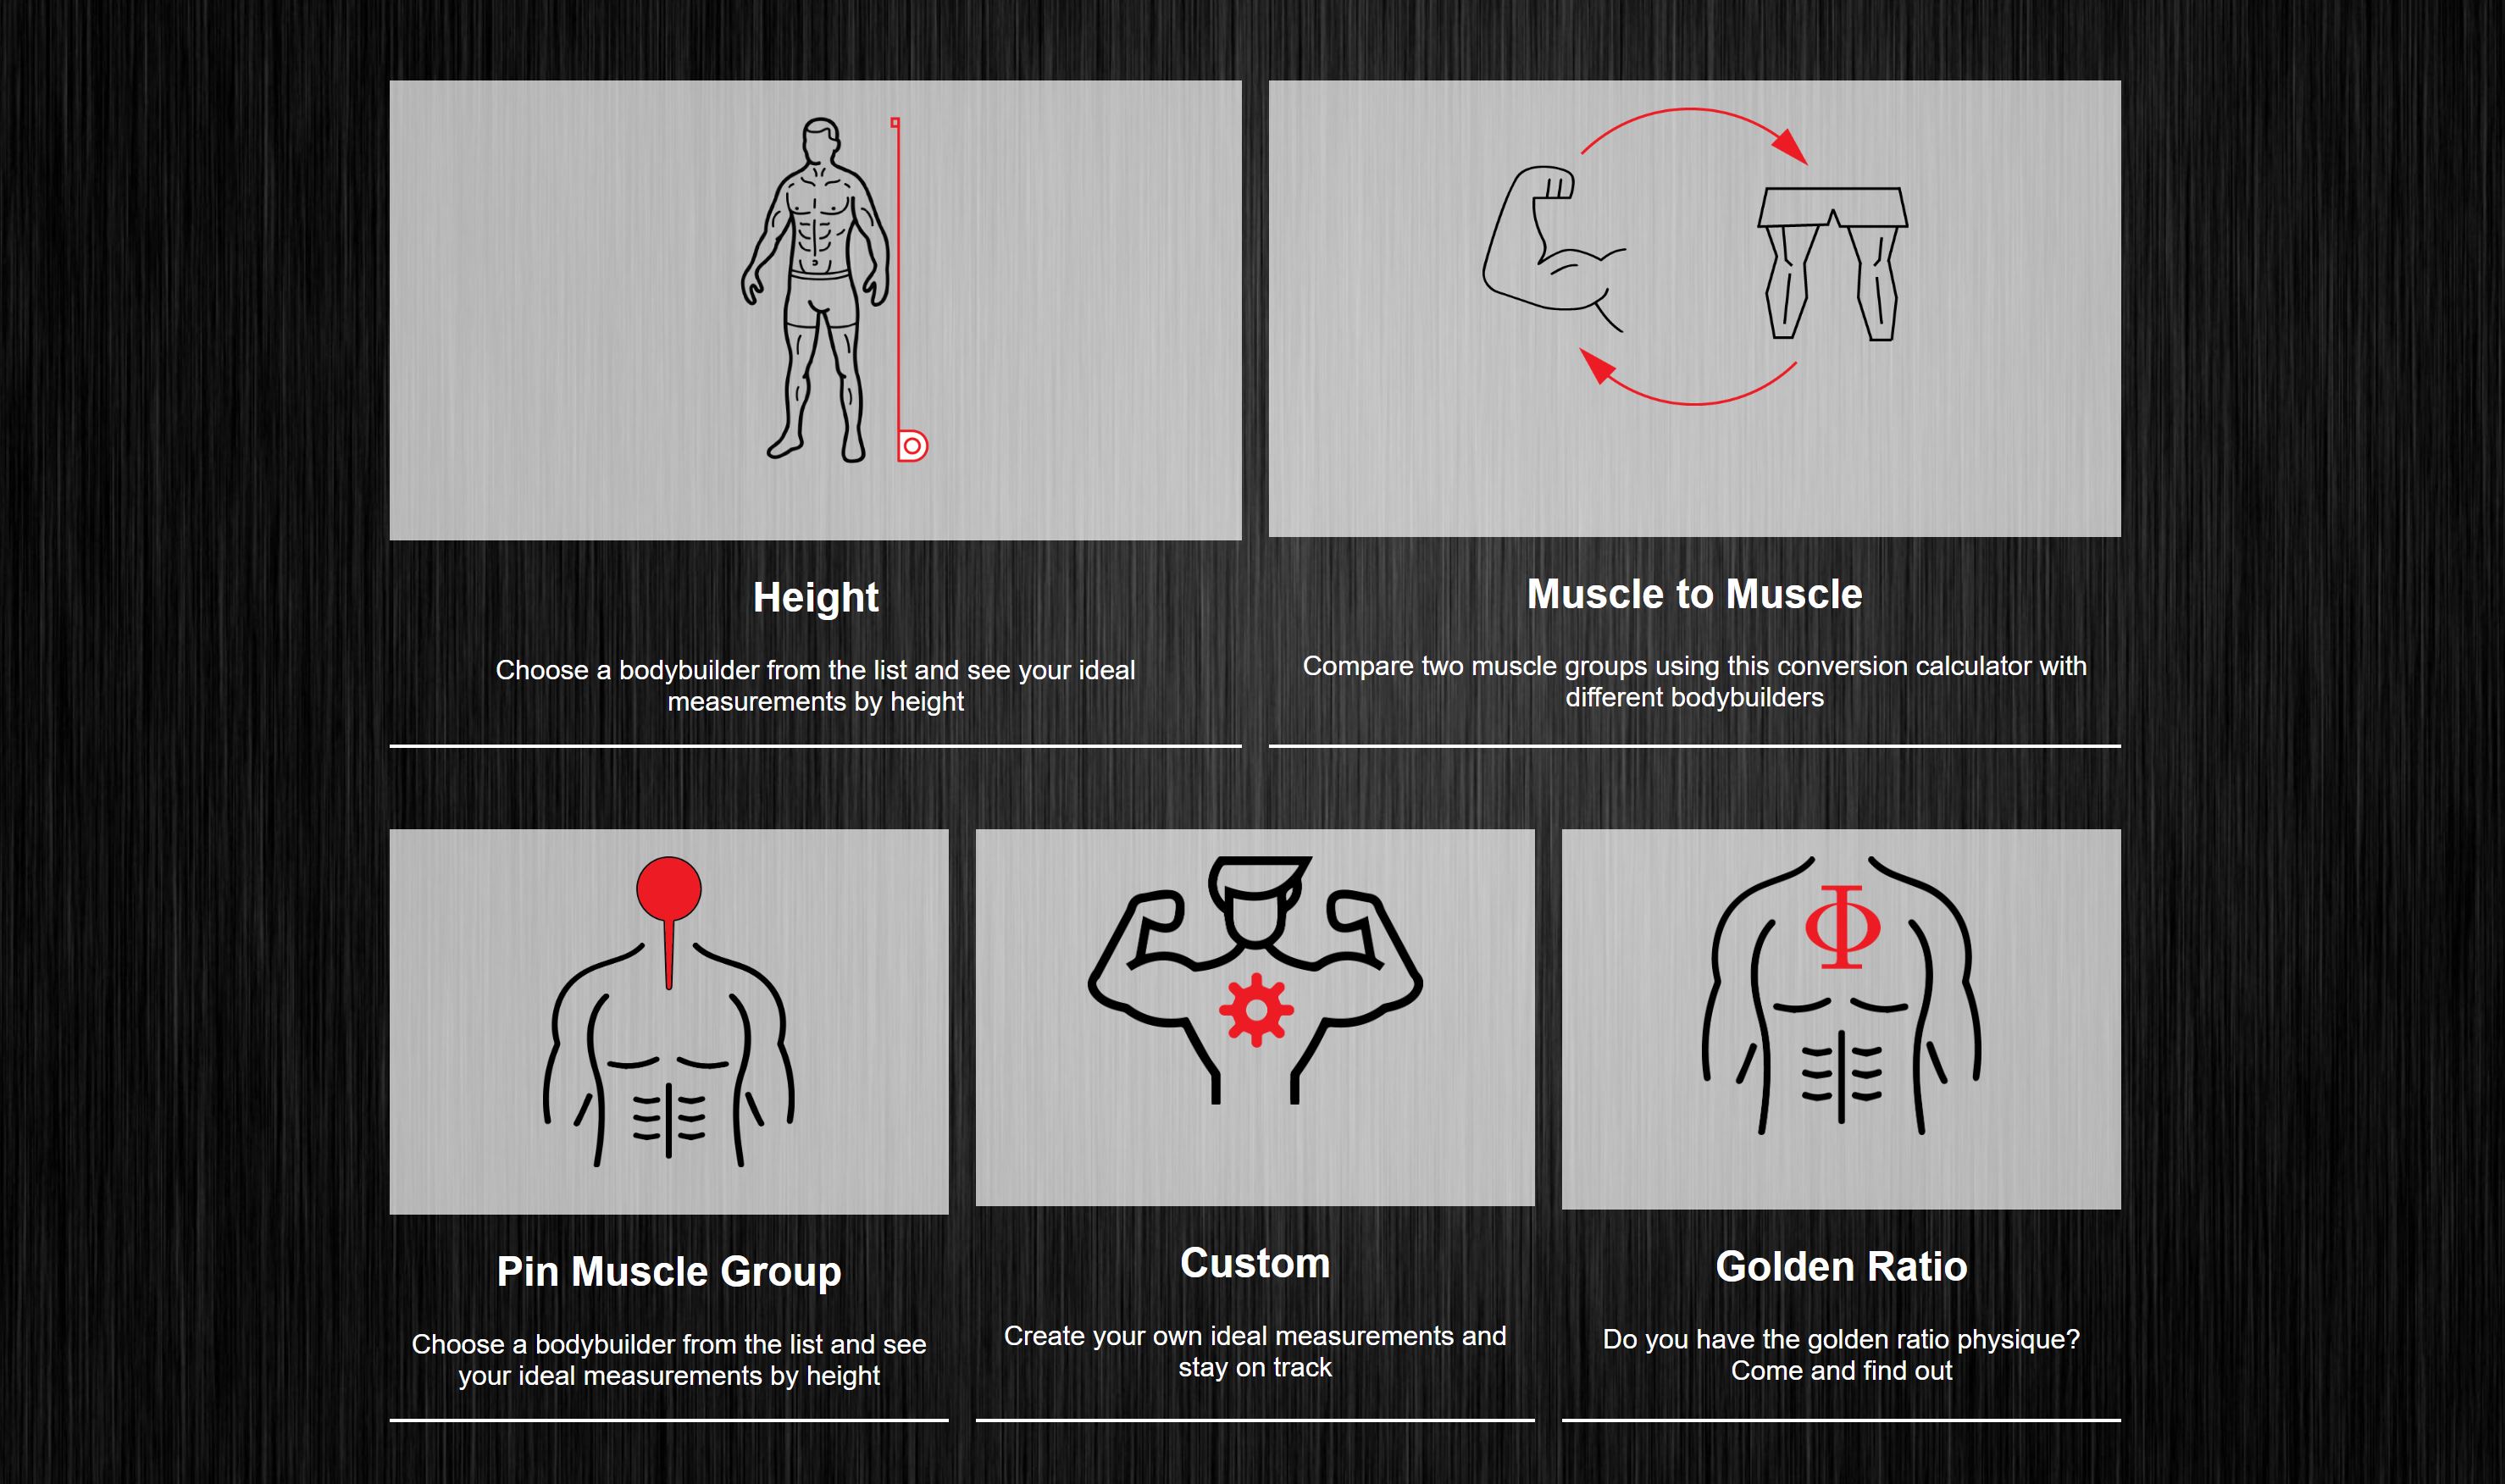 Height
Choose a bodybuilder from the list and see your ideal
measurements by height
Muscle to Muscle
Compare two muscle groups using this conversion calculator with
different bodybuilders
Φ
Pin Muscle Group
Choose a bodybuilder from the list and see
your ideal measurements by height
Custom
Create your own ideal measurements and
stay on track
Golden Ratio
Do you have the golden ratio physique?
Come and find out